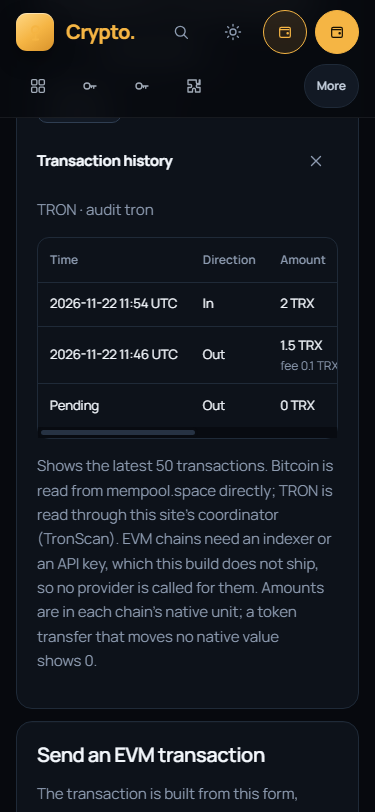 Crypto.
More
Transaction history
TRON · audit tron
Time Direction Amount
2026-11-22 11:54 UTC In 2 TRX
2026-11-22 11:46 UTC Out 1.5 TRX
fee 0.1 TRX
Pending Out 0 TRX
Shows the latest 50 transactions. Bitcoin is
read from mempool.space directly; TRON is
read through this site's coordinator
(TronScan). EVM chains need an indexer or
an API key, which this build does not ship,
so no provider is called for them. Amounts
are in each chain's native unit; a token
transfer that moves no native value
shows 0.
Send an EVM transaction
The transaction is built from this form,